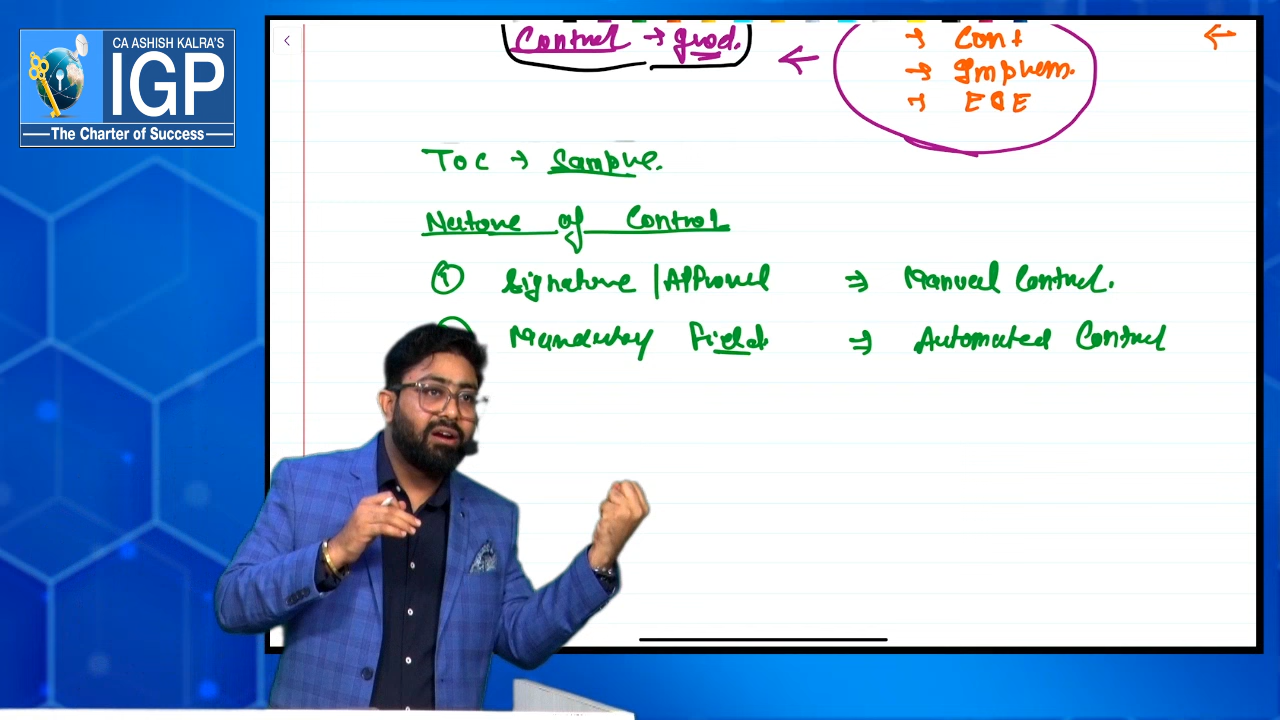 CA ASHISH KALRA'S
IGP
The Charter of Success
Control → good.
→ Cont
→ Implem.
→ EOE
TOC → Sample.
Nature of Control
① Signature | Approval ⇒ Manual Control.
Mandatory Field ⇒ Automated Control